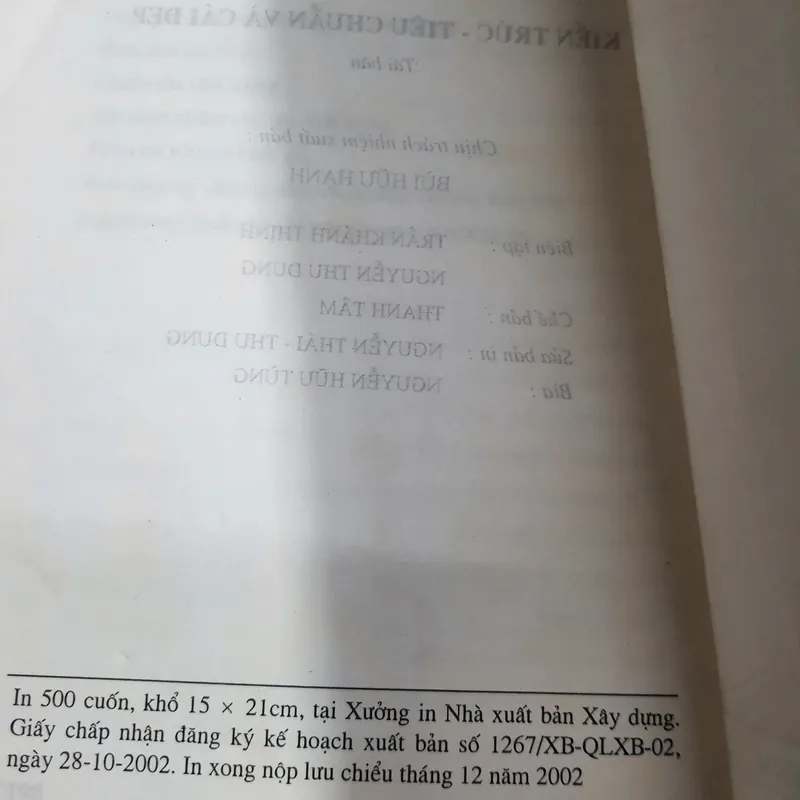 KIẾN TRÚC - TIÊU CHUẨN VÀ CÁI ĐẸP
Tái bản
Chịu trách nhiệm xuất bản :
BÙI HỮU HẠNH
Biên tập : TRẦN KHÁNH THỊNH
NGUYỄN THU DUNG
Chế bản : THANH TÂM
Sửa bản in : NGUYỄN THÁI - THU DUNG
Bìa : NGUYỄN HỮU TÙNG
In 500 cuốn, khổ 15 × 21cm, tại Xưởng in Nhà xuất bản Xây dựng.
Giấy chấp nhận đăng ký kế hoạch xuất bản số 1267/XB-QLXB-02,
ngày 28-10-2002. In xong nộp lưu chiểu tháng 12 năm 2002